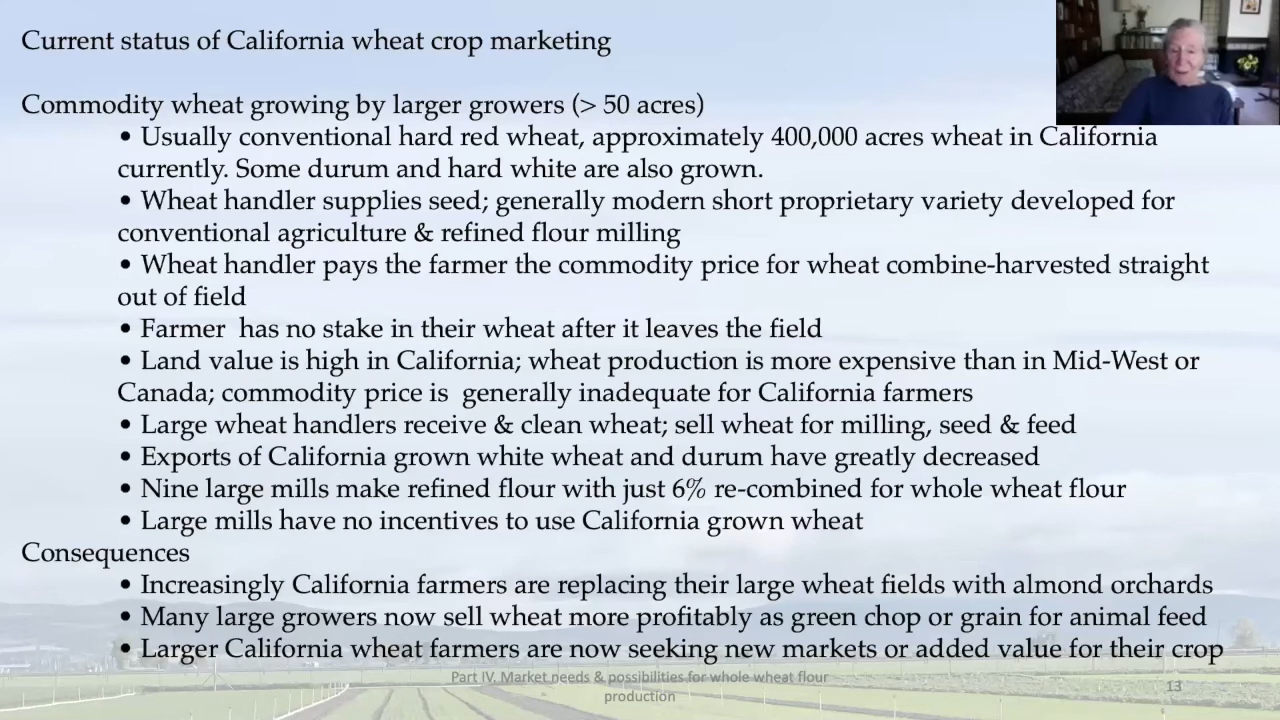 Current status of California wheat crop marketing
Commodity wheat growing by larger growers (> 50 acres)
• Usually conventional hard red wheat, approximately 400,000 acres wheat in California
currently. Some durum and hard white are also grown.
• Wheat handler supplies seed; generally modern short proprietary variety developed for
conventional agriculture & refined flour milling
• Wheat handler pays the farmer the commodity price for wheat combine-harvested straight
out of field
• Farmer has no stake in their wheat after it leaves the field
• Land value is high in California; wheat production is more expensive than in Mid-West or
Canada; commodity price is generally inadequate for California farmers
• Large wheat handlers receive & clean wheat; sell wheat for milling, seed & feed
• Exports of California grown white wheat and durum have greatly decreased
• Nine large mills make refined flour with just 6% re-combined for whole wheat flour
• Large mills have no incentives to use California grown wheat
Consequences
• Increasingly California farmers are replacing their large wheat fields with almond orchards
• Many large growers now sell wheat more profitably as green chop or grain for animal feed
• Larger California wheat farmers are now seeking new markets or added value for their crop
Part IV. Market needs & possibilities for whole wheat flour
production
13